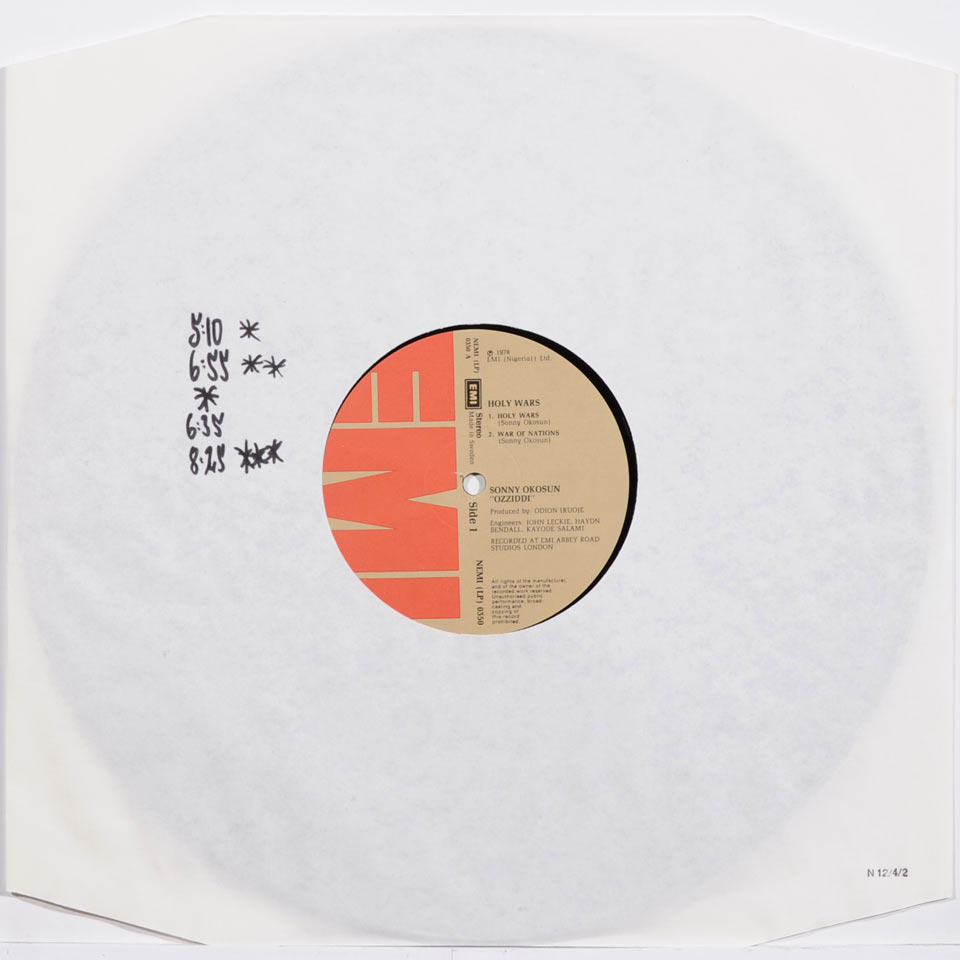 5:10 *
6:55 **
*
6:35
8:25 ***
EMI
NEMI (LP)
0350 A
EMI
Stereo
Made in Sweden
Side 1
NEMI (LP) 0350
℗ 1978
EMI (Nigeria) Ltd.
HOLY WARS
1. HOLY WARS
(Sonny Okosun)
2. WAR OF NATIONS
(Sonny Okosun)
SONNY OKOSUN
"OZZIDDI"
Produced by: ODION IRUOJE
Engineers: JOHN LECKIE, HAYDN
BENDALL, KAYODE SALAMI
RECORDED AT EMI ABBEY ROAD
STUDIOS LONDON
All rights of the manufacturer,
and of the owner of the
recorded work reserved.
Unauthorised public
performance, broad-
casting and
copying of
this record
prohibited.
N 12/4/2